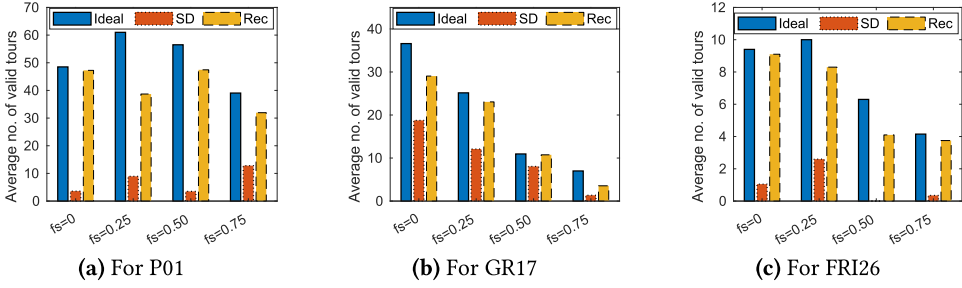 Average no. of valid tours
70
60
50
40
30
20
10
0
Ideal SD Rec
fs=0 fs=0.25 fs=0.50 fs=0.75
(a) For P01
Average no. of valid tours
40
30
20
10
0
Ideal SD Rec
fs=0 fs=0.25 fs=0.50 fs=0.75
(b) For GR17
Average no. of valid tours
12
10
8
6
4
2
0
Ideal SD Rec
fs=0 fs=0.25 fs=0.50 fs=0.75
(c) For FRI26